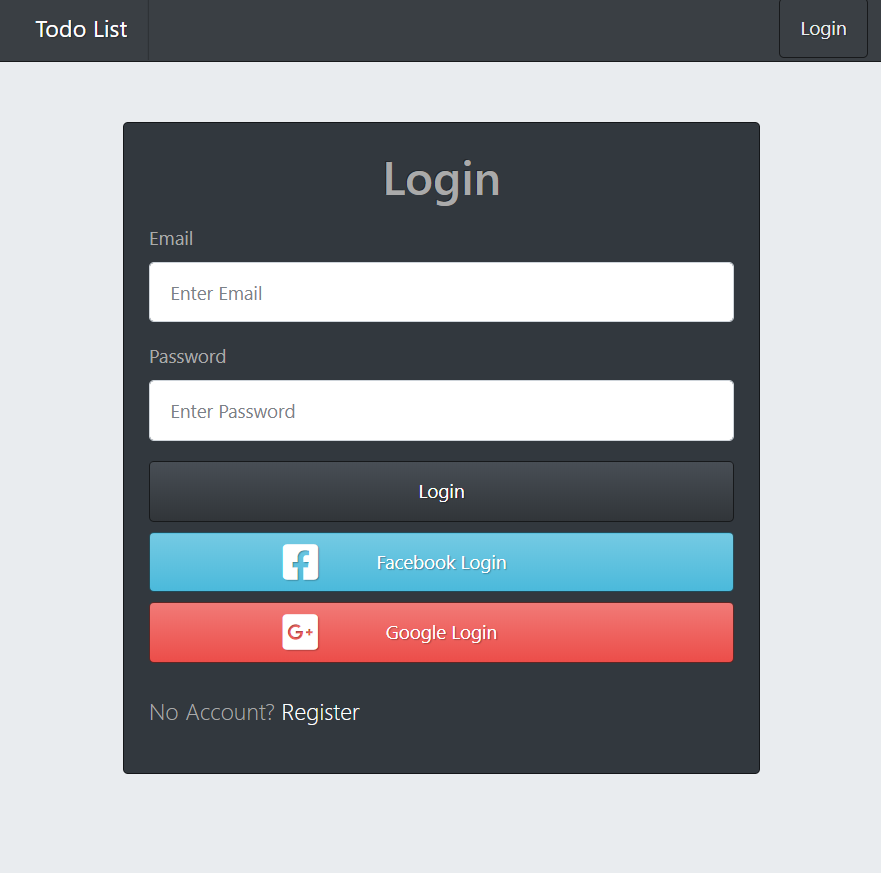 Todo List
Login
Login
Email
Enter Email
Password
Enter Password
Login
Facebook Login
G+
Google Login
No Account? Register